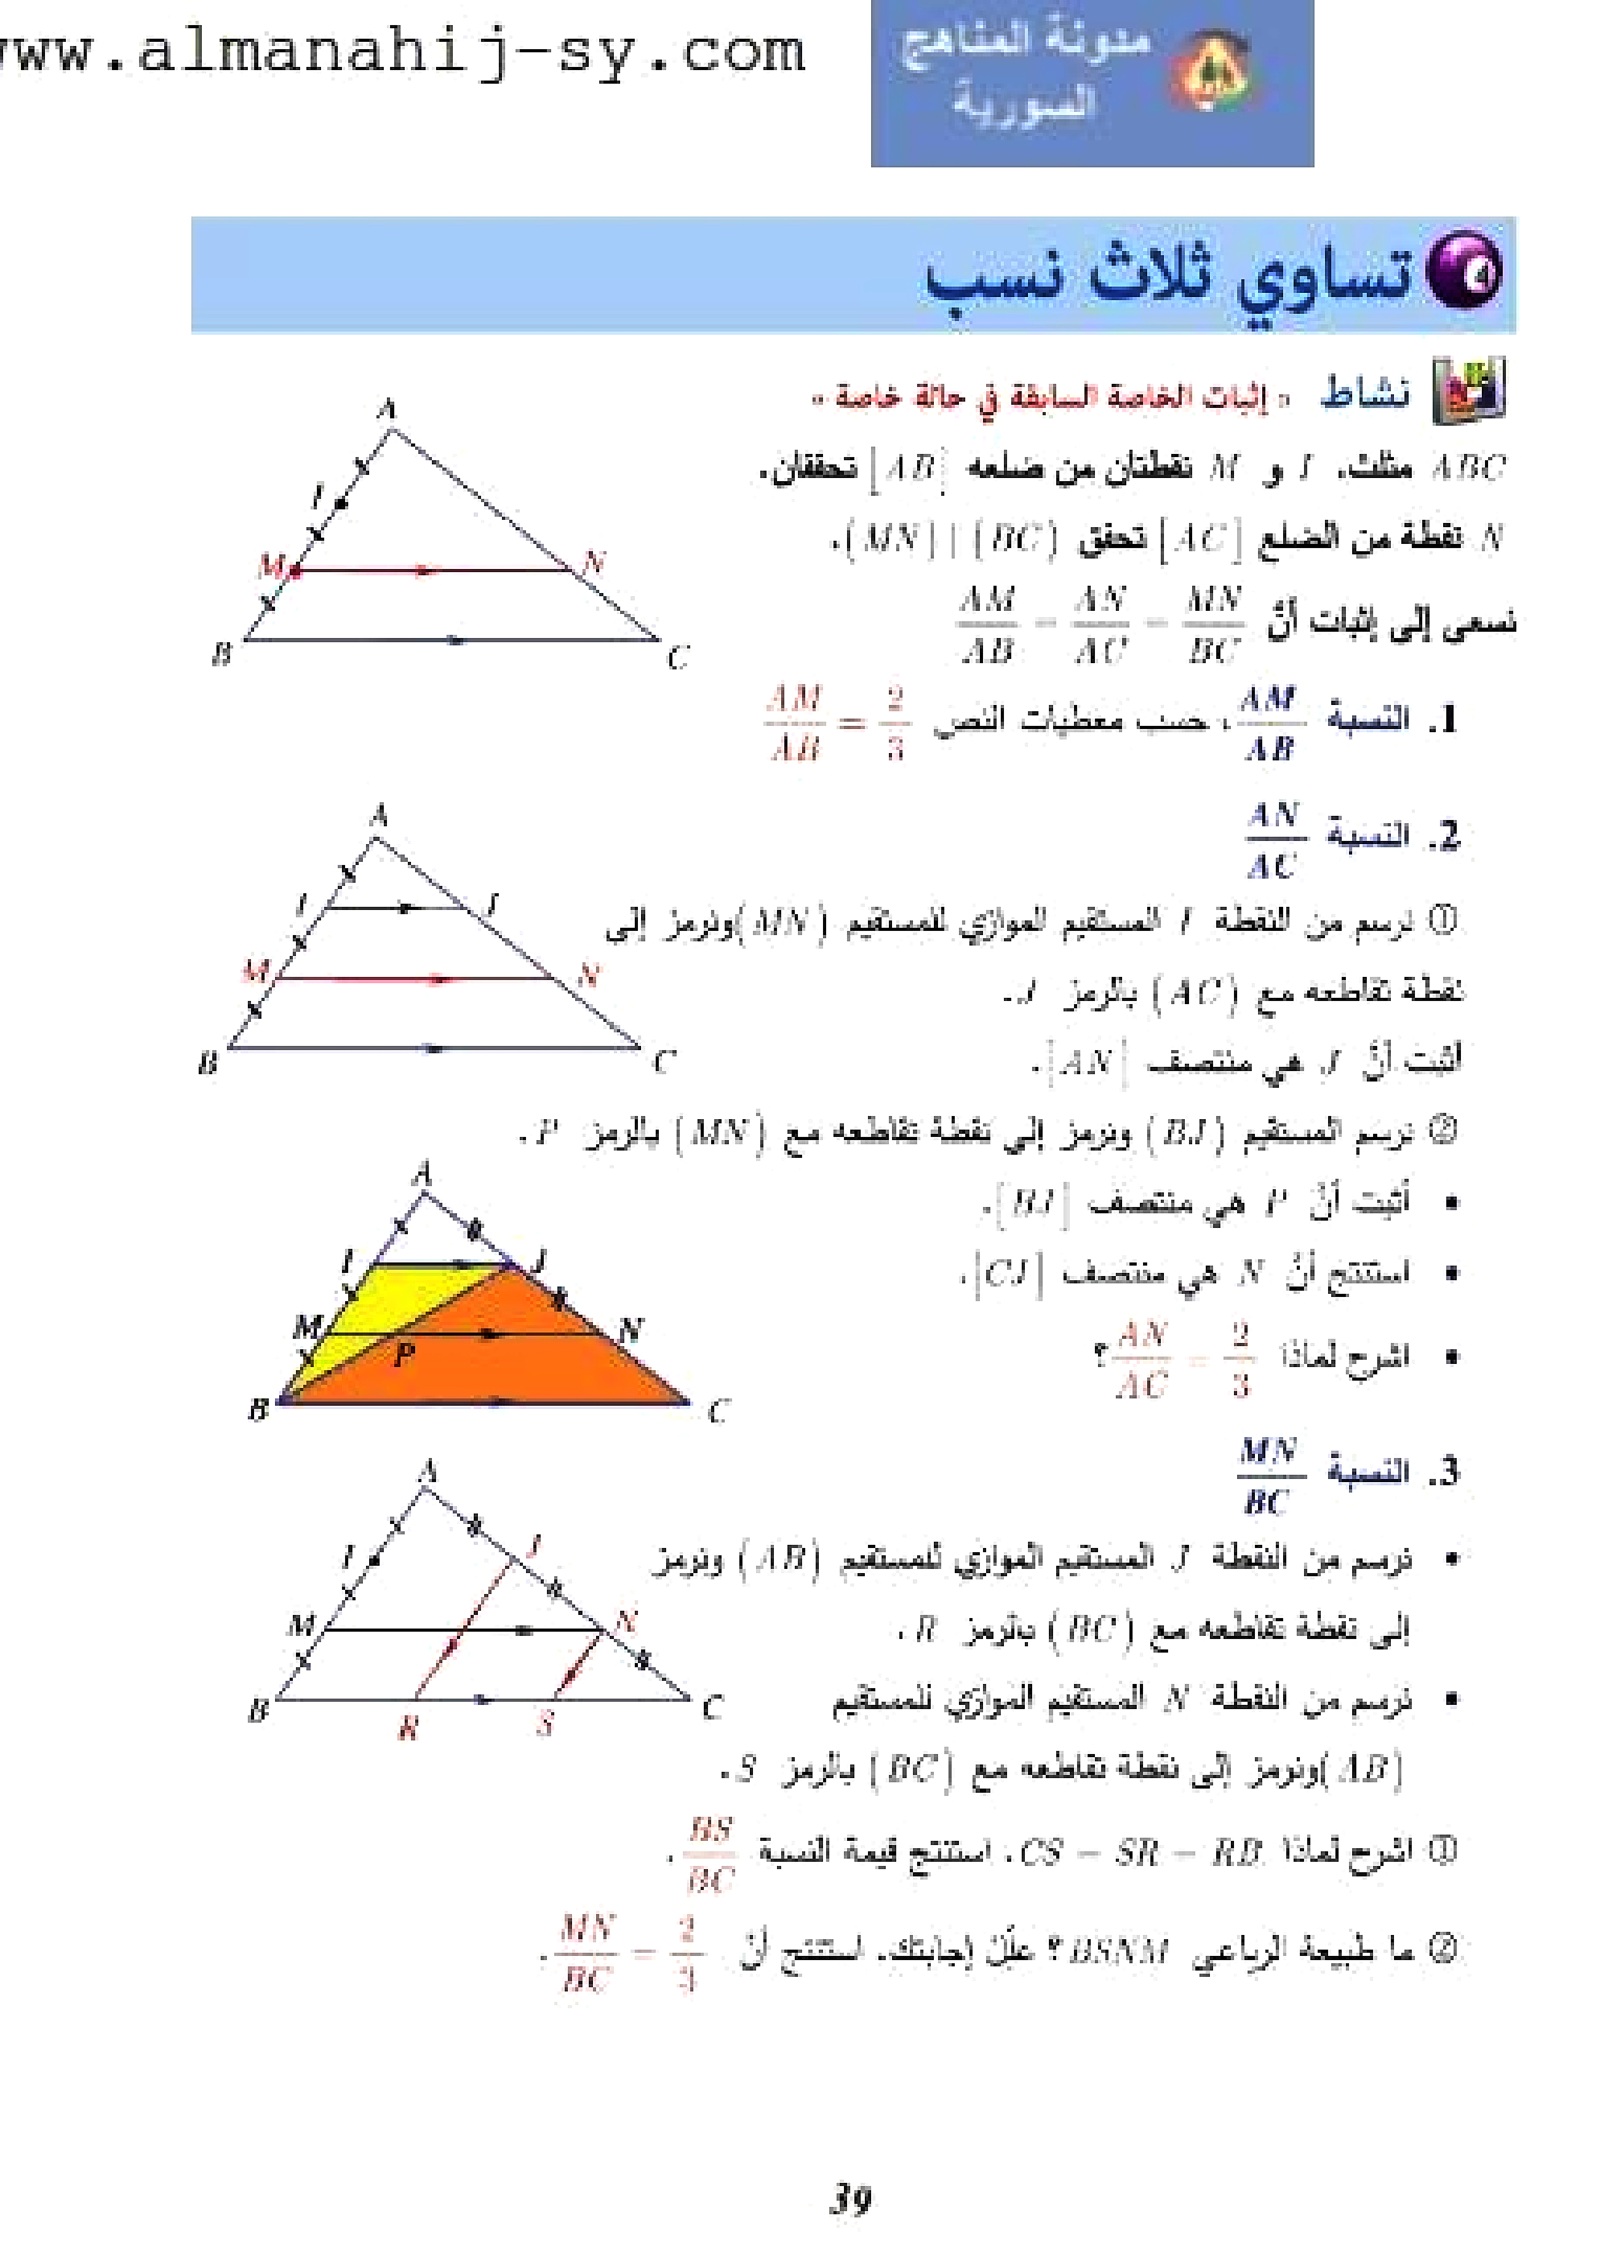 www.almanahij-sy.com
مدونة المناهج
السورية
4 تساوي ثلاث نسب
نشاط « إثبات الخاصة السابقة في حالة خاصة »
ABC مثلث، I و M نقطتان من ضلعه [AB] تحققان.
N نقطة من الضلع [AC] تحقق (MN) || (BC).
نسعى إلى إثبات أنَّ MN/BC = AN/AC = AM/AB
1. النسبة AM/AB، حسب معطيات النص AM/AB = 2/3
2. النسبة AN/AC
① نرسم من النقطة I المستقيم الموازي للمستقيم (MN) ونرمز إلى
نقطة تقاطعه مع (AC) بالرمز J.
أثبت أنَّ J هي منتصف [AN].
② نرسم المستقيم (BJ) ونرمز إلى نقطة تقاطعه مع (MN) بالرمز P.
• أثبت أنَّ P هي منتصف [BJ].
• استنتج أنَّ N هي منتصف [CJ].
• اشرح لماذا AN/AC = 2/3؟
3. النسبة MN/BC
• نرسم من النقطة J المستقيم الموازي للمستقيم (AB) ونرمز
إلى نقطة تقاطعه مع (BC) بالرمز R.
• نرسم من النقطة N المستقيم الموازي للمستقيم
(AB) ونرمز إلى نقطة تقاطعه مع (BC) بالرمز S.
① اشرح لماذا CS = SR = RB. استنتج قيمة النسبة BS/BC.
② ما طبيعة الرباعي BSNM؟ علّل إجابتك. استنتج أنَّ MN/BC = 2/3.
A
I
M N
B C
A
I J
M N
B C
A
I J
M N
P
B C
A
I J
M N
B R S C
39